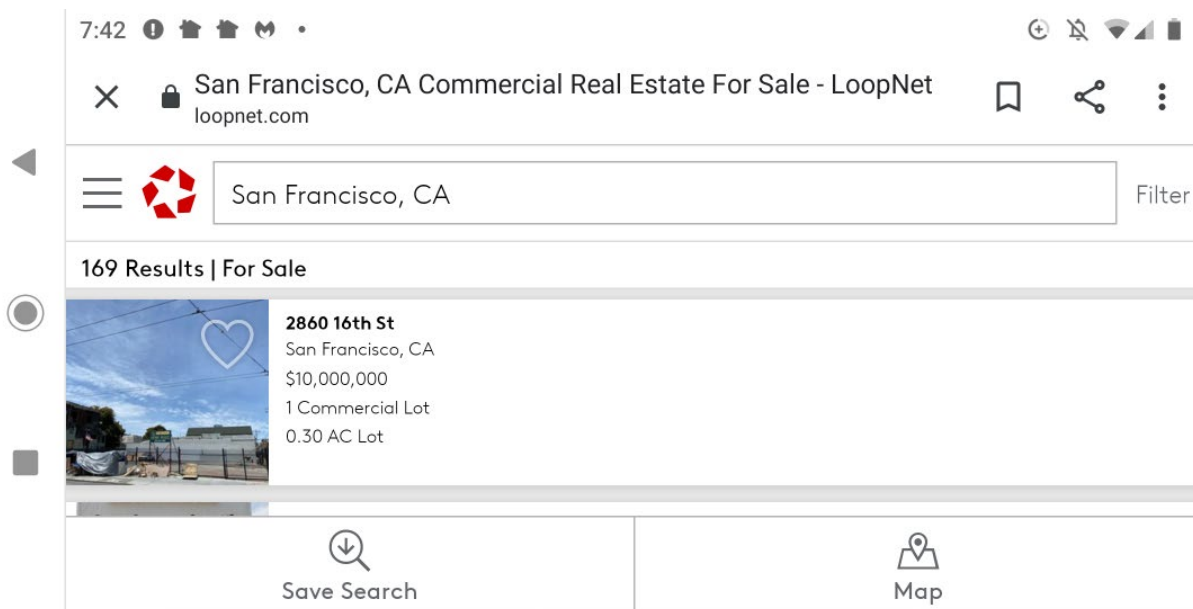 7:42
San Francisco, CA Commercial Real Estate For Sale - LoopNet
loopnet.com
San Francisco, CA
Filter
169 Results | For Sale
2860 16th St
San Francisco, CA
$10,000,000
1 Commercial Lot
0.30 AC Lot
Save Search
Map